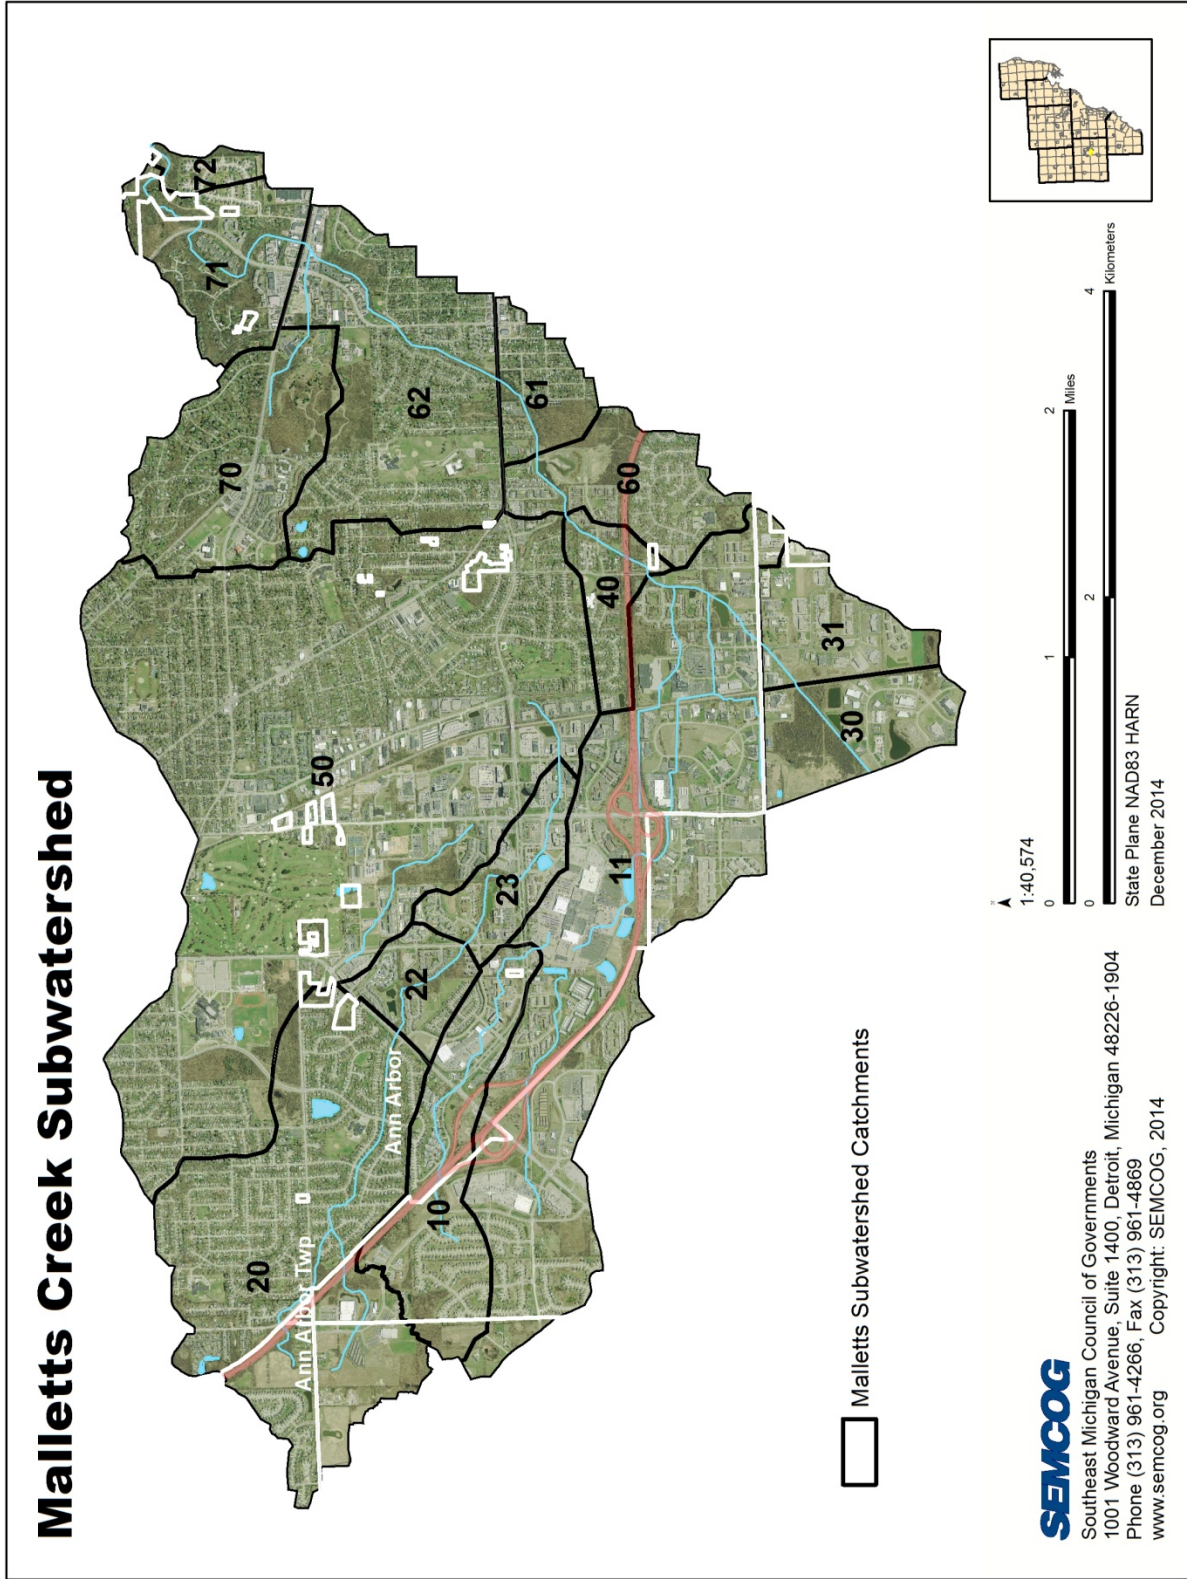 Malletts Creek Subwatershed
72
71
70
62
61
60
50
40
31
30
23
22
11
20
10
Ann Arbor
Ann Arbor Twp
Malletts Subwatershed Catchments
1:40,574
0 1 2 Miles
0 2 4 Kilometers
State Plane NAD83 HARN
December 2014
SEMCOG
Southeast Michigan Council of Governments
1001 Woodward Avenue, Suite 1400, Detroit, Michigan 48226-1904
Phone (313) 961-4266, Fax (313) 961-4869
www.semcog.org Copyright: SEMCOG, 2014